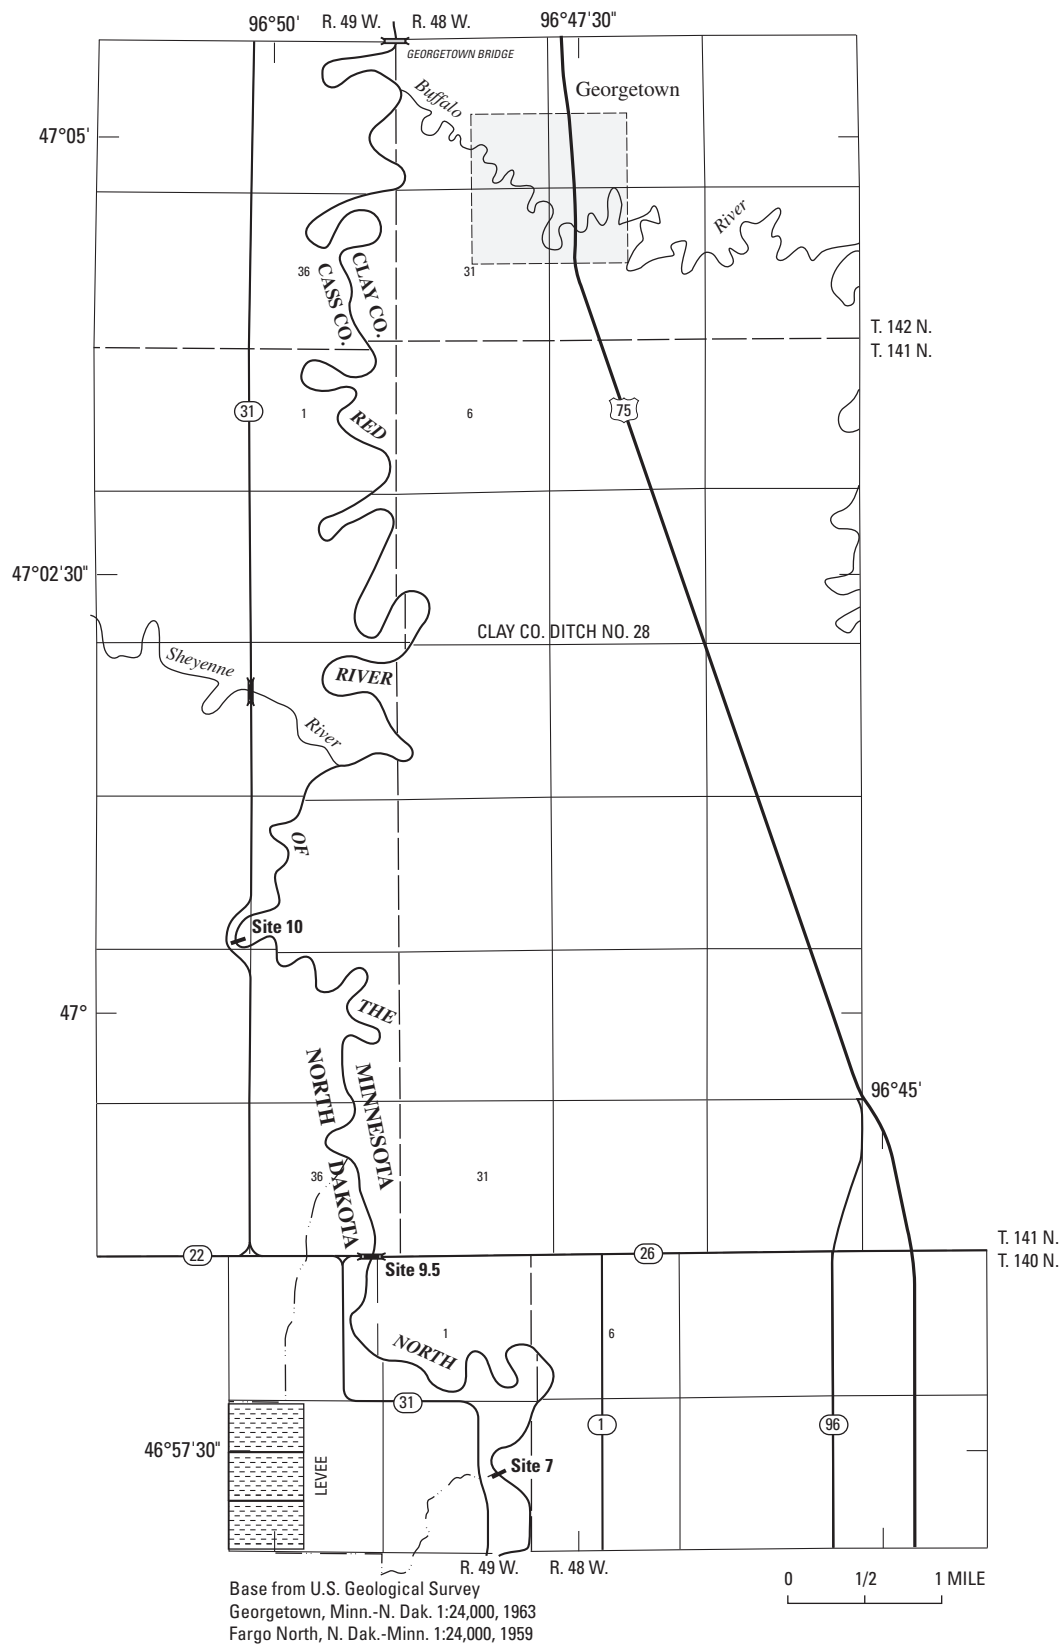 96°50'
R. 49 W.
R. 48 W.
96°47'30"
GEORGETOWN BRIDGE
Georgetown
Buffalo
River
47°05'
36
31
CLAY CO.
CASS CO.
T. 142 N.
T. 141 N.
31
1
6
75
RED
47°02'30"
CLAY CO. DITCH NO. 28
Sheyenne
River
RIVER
OF
Site 10
THE
47°
NORTH DAKOTA
MINNESOTA
96°45'
36
31
22
26
T. 141 N.
T. 140 N.
Site 9.5
1
6
NORTH
31
1
96
46°57'30"
LEVEE
Site 7
R. 49 W.
R. 48 W.
0 1/2 1 MILE
Base from U.S. Geological Survey
Georgetown, Minn.-N. Dak. 1:24,000, 1963
Fargo North, N. Dak.-Minn. 1:24,000, 1959